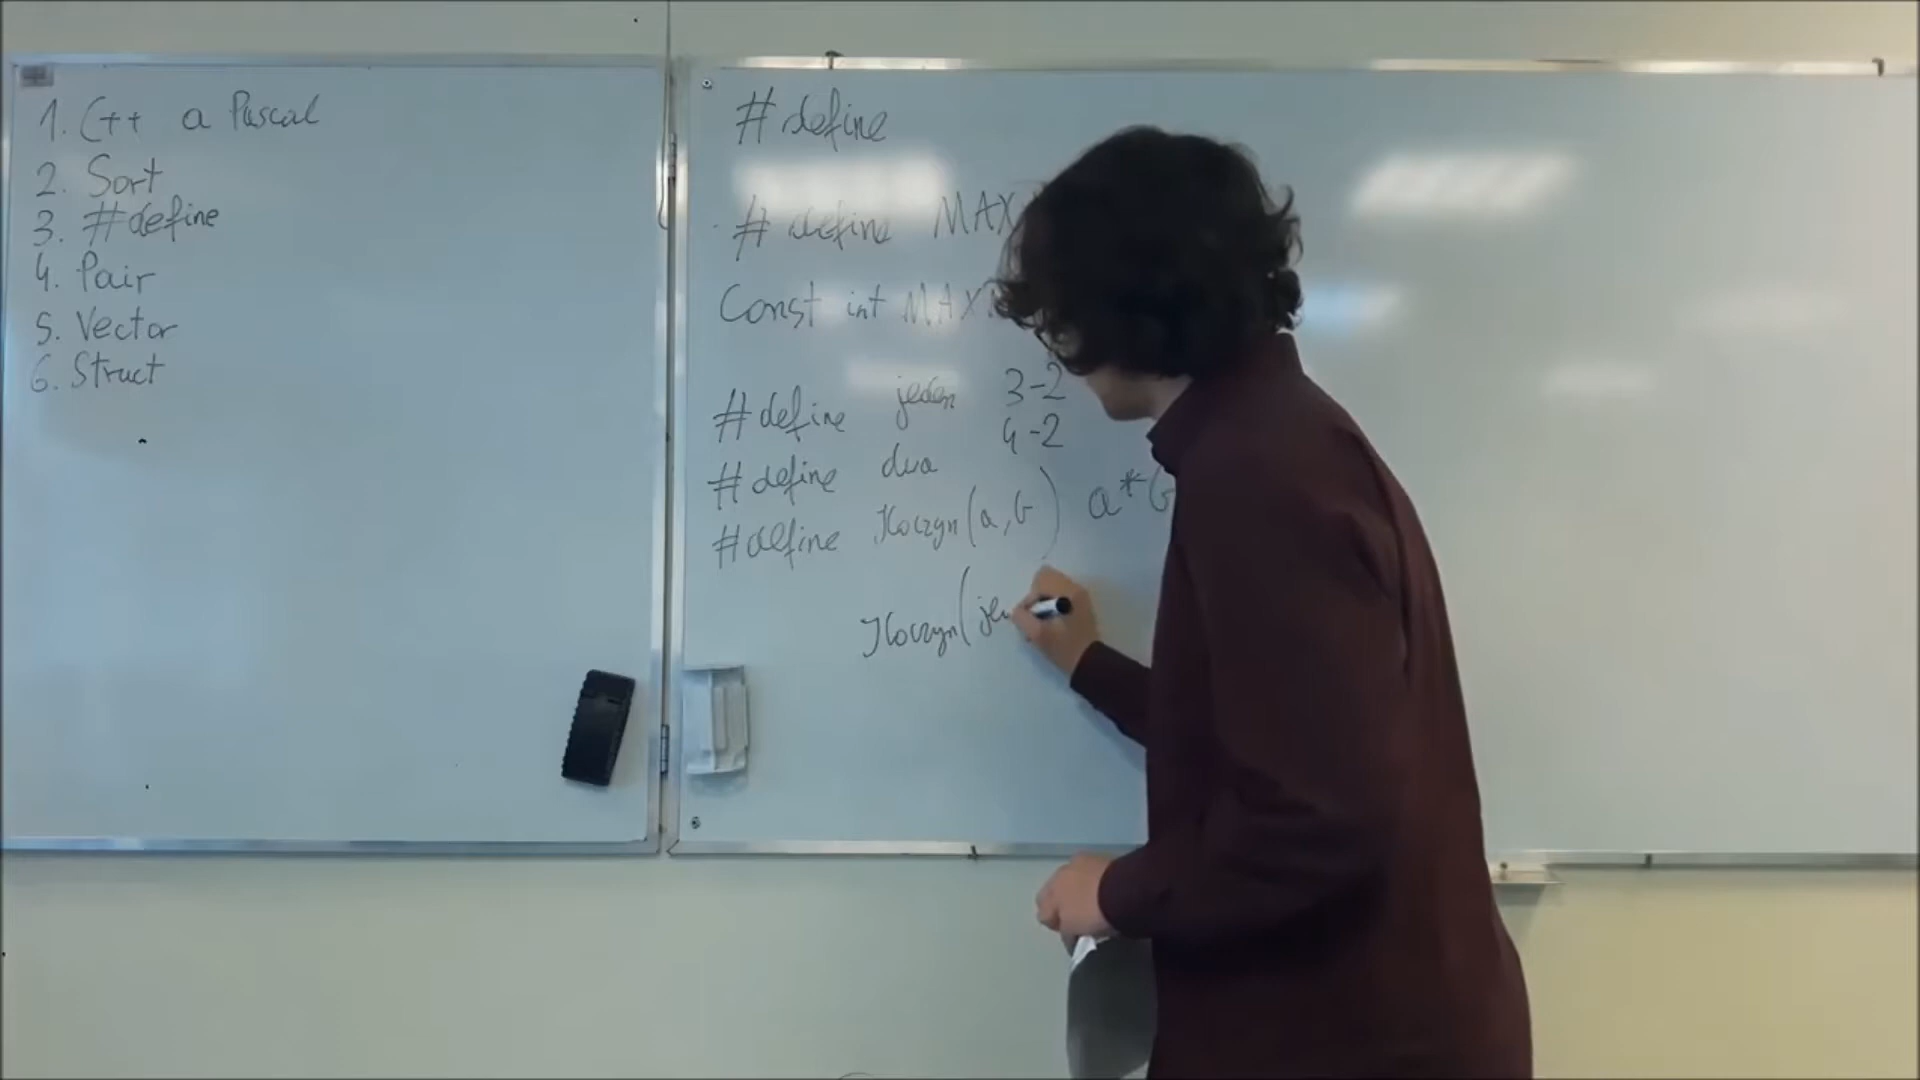 1. C++ a Pascal
2. Sort
3. #define
4. Pair
5. Vector
6. Struct
#define
#define MAX
Const int MAX
#define jeden 3-2
#define dwa 4-2
#define Iloczyn(a,b) a*b
Iloczyn(je